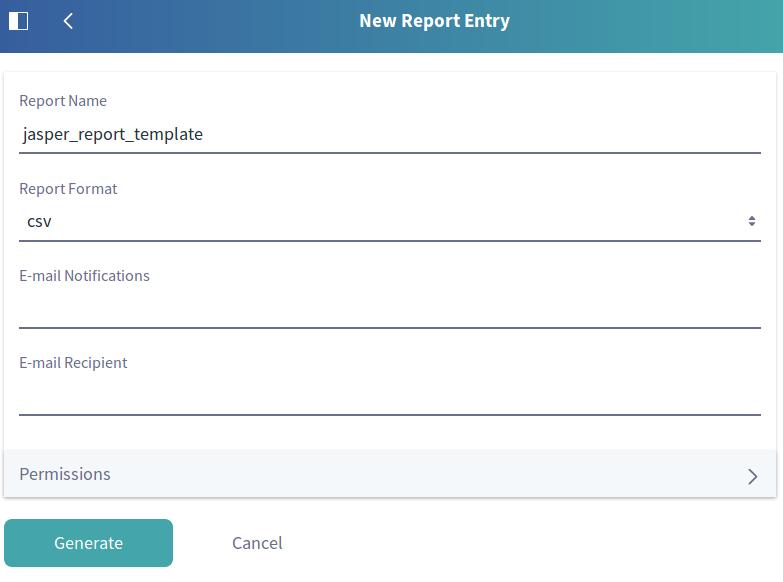 New Report Entry
Report Name
jasper_report_template
Report Format
csv
E-mail Notifications
E-mail Recipient
Permissions
Generate Cancel